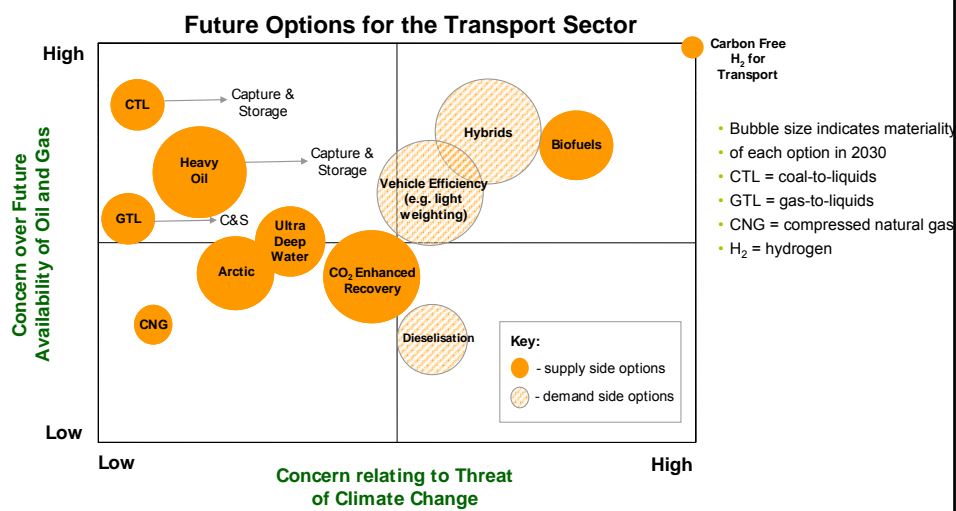 Future Options for the Transport Sector
High
Concern over Future
Availability of Oil and Gas
Low
Low
High
Concern relating to Threat
of Climate Change
CTL
Capture &
Storage
Heavy
Oil
Capture &
Storage
GTL
C&S
Ultra
Deep
Water
Arctic
CO₂ Enhanced
Recovery
CNG
Hybrids
Biofuels
Vehicle Efficiency
(e.g. light
weighting)
Dieselisation
Key:
- supply side options
- demand side options
Carbon Free
H₂ for
Transport
• Bubble size indicates materiality
• of each option in 2030
• CTL = coal-to-liquids
• GTL = gas-to-liquids
• CNG = compressed natural gas
• H₂ = hydrogen